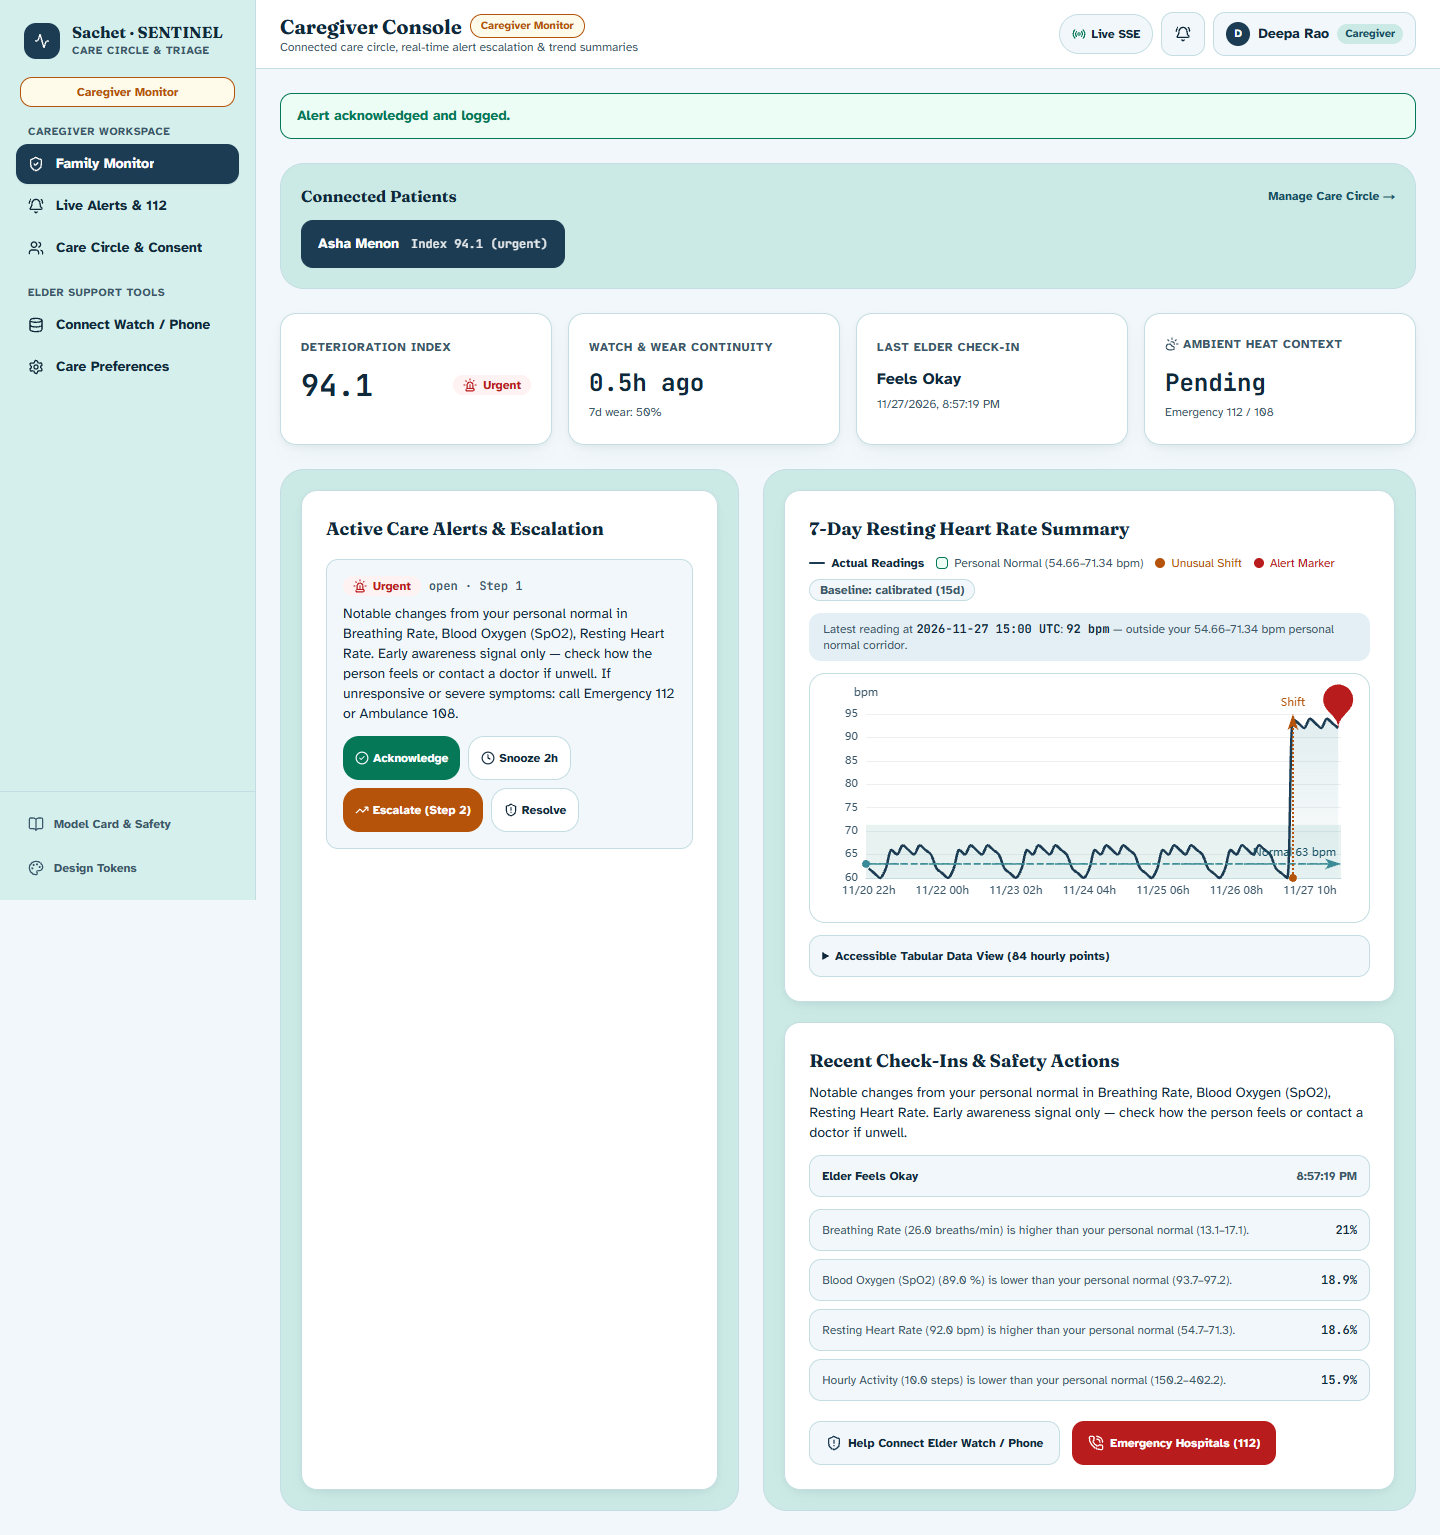 Sachet · SENTINEL
CARE CIRCLE & TRIAGE
Caregiver Monitor
CAREGIVER WORKSPACE
Family Monitor
Live Alerts & 112
Care Circle & Consent
ELDER SUPPORT TOOLS
Connect Watch / Phone
Care Preferences
Model Card & Safety
Design Tokens
Caregiver Console
Caregiver Monitor
Connected care circle, real-time alert escalation & trend summaries
Live SSE
D
Deepa Rao
Caregiver
Alert acknowledged and logged.
Connected Patients
Manage Care Circle →
Asha Menon Index 94.1 (urgent)
DETERIORATION INDEX
94.1
Urgent
WATCH & WEAR CONTINUITY
0.5h ago
7d wear: 50%
LAST ELDER CHECK-IN
Feels Okay
11/27/2026, 8:57:19 PM
AMBIENT HEAT CONTEXT
Pending
Emergency 112 / 108
Active Care Alerts & Escalation
Urgent open · Step 1
Notable changes from your personal normal in
Breathing Rate, Blood Oxygen (SpO2), Resting Heart
Rate. Early awareness signal only — check how the
person feels or contact a doctor if unwell. If
unresponsive or severe symptoms: call Emergency 112
or Ambulance 108.
Acknowledge
Snooze 2h
Escalate (Step 2)
Resolve
7-Day Resting Heart Rate Summary
Actual Readings
Personal Normal (54.66–71.34 bpm)
Unusual Shift
Alert Marker
Baseline: calibrated (15d)
Latest reading at 2026-11-27 15:00 UTC: 92 bpm — outside your 54.66–71.34 bpm personal
normal corridor.
bpm
Shift
95
90
85
80
75
70
65
60
Normal 63 bpm
11/20 22h
11/22 00h
11/23 02h
11/24 04h
11/25 06h
11/26 08h
11/27 10h
Accessible Tabular Data View (84 hourly points)
Recent Check-Ins & Safety Actions
Notable changes from your personal normal in Breathing Rate, Blood Oxygen (SpO2),
Resting Heart Rate. Early awareness signal only — check how the person feels or contact a
doctor if unwell.
Elder Feels Okay
8:57:19 PM
Breathing Rate (26.0 breaths/min) is higher than your personal normal (13.1–17.1).
21%
Blood Oxygen (SpO2) (89.0 %) is lower than your personal normal (93.7–97.2).
18.9%
Resting Heart Rate (92.0 bpm) is higher than your personal normal (54.7–71.3).
18.6%
Hourly Activity (10.0 steps) is lower than your personal normal (150.2–402.2).
15.9%
Help Connect Elder Watch / Phone
Emergency Hospitals (112)